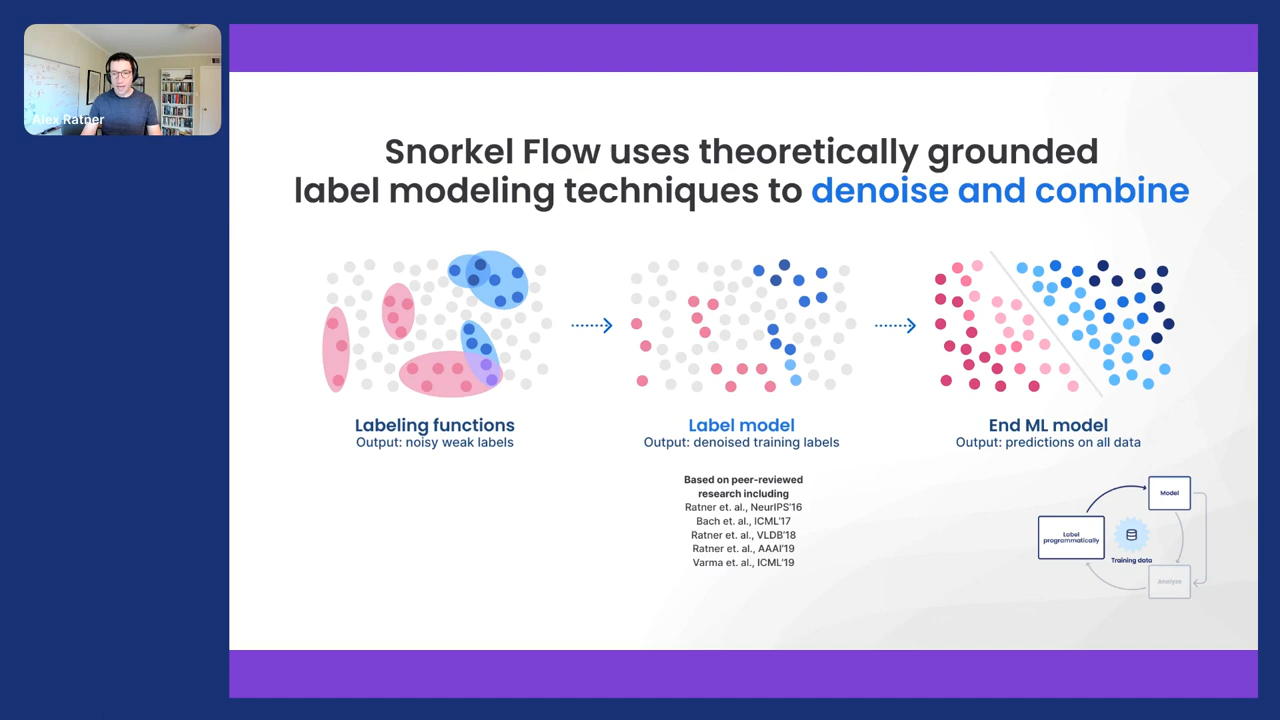 Alex Ratner
Snorkel Flow uses theoretically grounded
label modeling techniques to denoise and combine
Labeling functions
Output: noisy weak labels
Label model
Output: denoised training labels
End ML model
Output: predictions on all data
Based on peer-reviewed
research including
Ratner et. al., NeurIPS'16
Bach et. al., ICML'17
Ratner et. al., VLDB'18
Ratner et. al., AAAI'19
Varma et. al., ICML'19
Model
Label
programmatically
Training data
Analyze